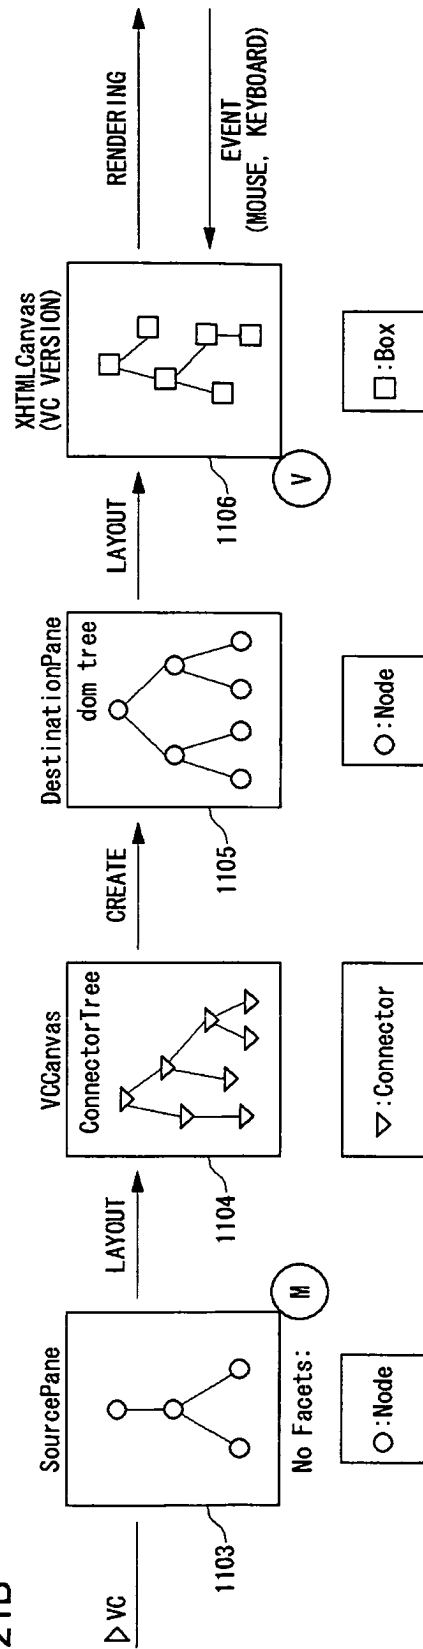 21B
VC
1103
SourcePane
No Facets:
M
:Node
LAYOUT
1104
VCCanvas
ConnectorTree
:Connector
CREATE
1105
DestinationPane
dom tree
:Node
LAYOUT
1106
XHTMLCanvas
(VC VERSION)
V
:Box
RENDERING
EVENT
(MOUSE, KEYBOARD)